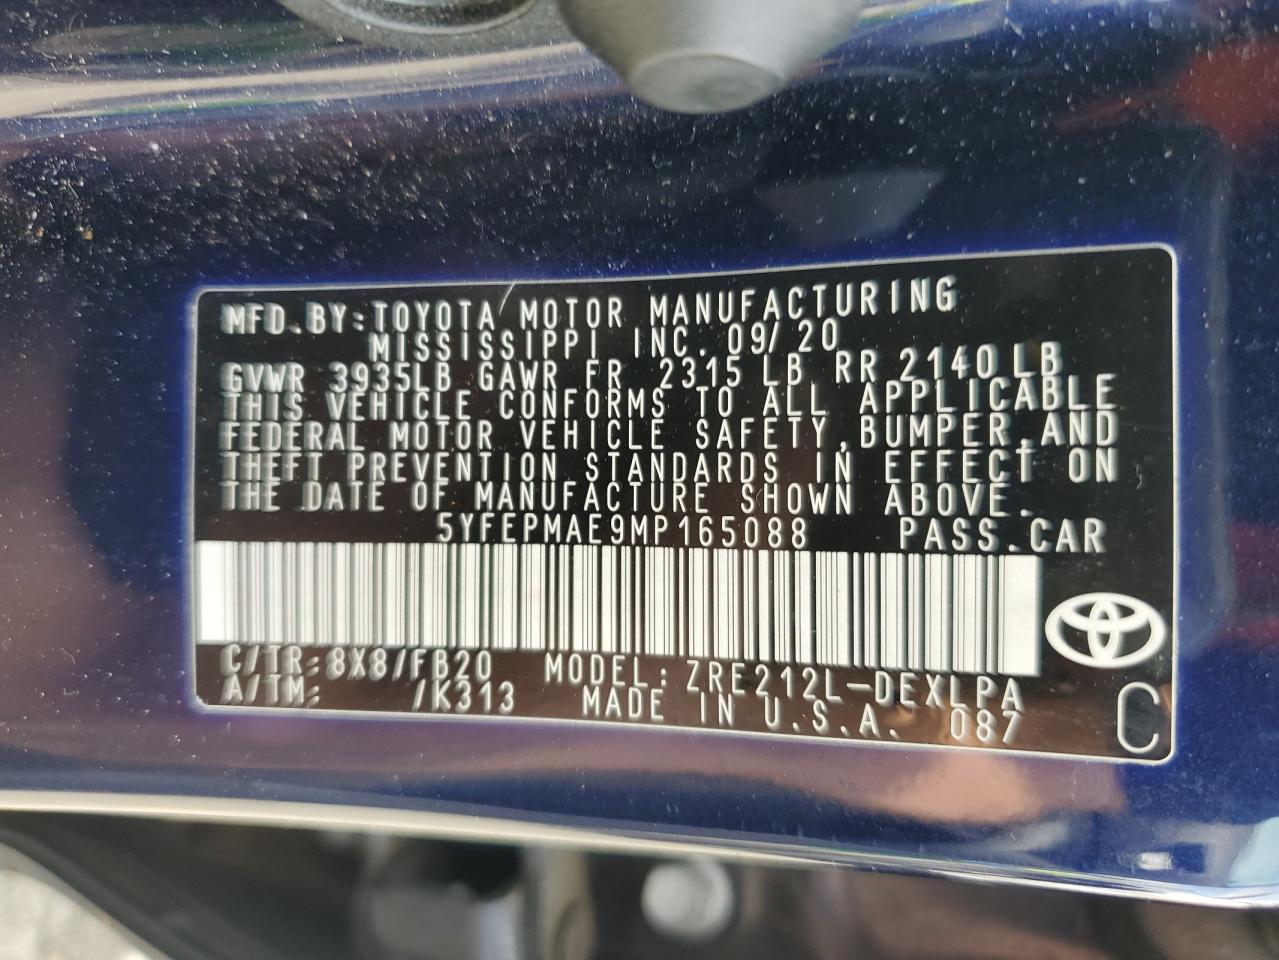 MFD.BY:TOYOTA MOTOR MANUFACTURING
MISSISSIPPI INC. 09/20
GVWR 3935LB GAWR FR 2315 LB RR 2140 LB
THIS VEHICLE CONFORMS TO ALL APPLICABLE
FEDERAL MOTOR VEHICLE SAFETY,BUMPER,AND
THEFT PREVENTION STANDARDS IN EFFECT ON
THE DATE OF MANUFACTURE SHOWN ABOVE.
5YFEPMAE9MP165088 PASS.CAR
C/TR:8X8/FB20 MODEL:ZRE212L-DEXLPA
A/TM: /K313 MADE IN U.S.A. 087
C